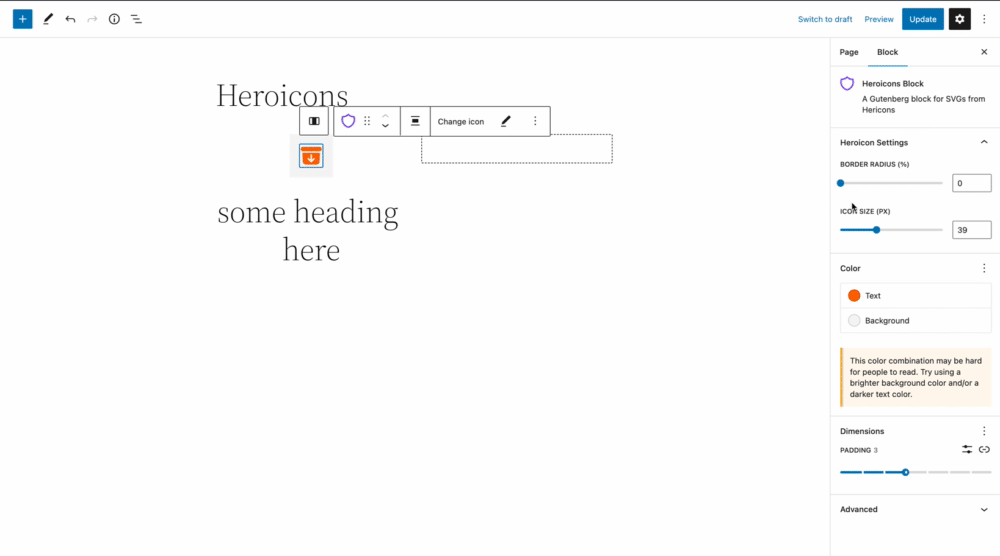 Switch to draft
Preview
Update
Page
Block
Heroicons Block
A Gutenberg block for SVGs from
Hericons
Heroicons
Change icon
some heading
here
Heroicon Settings
BORDER RADIUS (%)
0
ICON SIZE (PX)
39
Color
Text
Background
This color combination may be hard
for people to read. Try using a
brighter background color and/or a
darker text color.
Dimensions
PADDING 3
Advanced